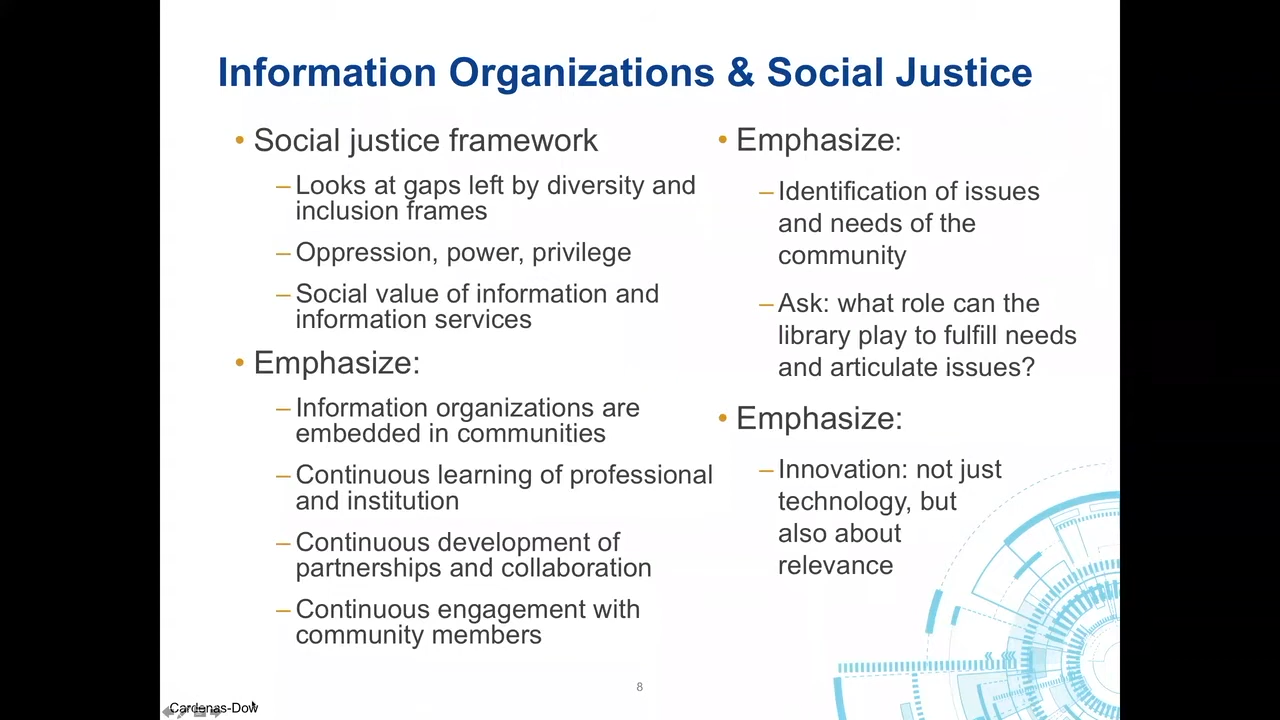 Information Organizations & Social Justice
• Social justice framework
– Looks at gaps left by diversity and
inclusion frames
– Oppression, power, privilege
– Social value of information and
information services
• Emphasize:
– Information organizations are
embedded in communities
– Continuous learning of professional
and institution
– Continuous development of
partnerships and collaboration
– Continuous engagement with
community members
• Emphasize:
– Identification of issues
and needs of the
community
– Ask: what role can the
library play to fulfill needs
and articulate issues?
• Emphasize:
– Innovation: not just
technology, but
also about
relevance
8
Cardenas-Dow